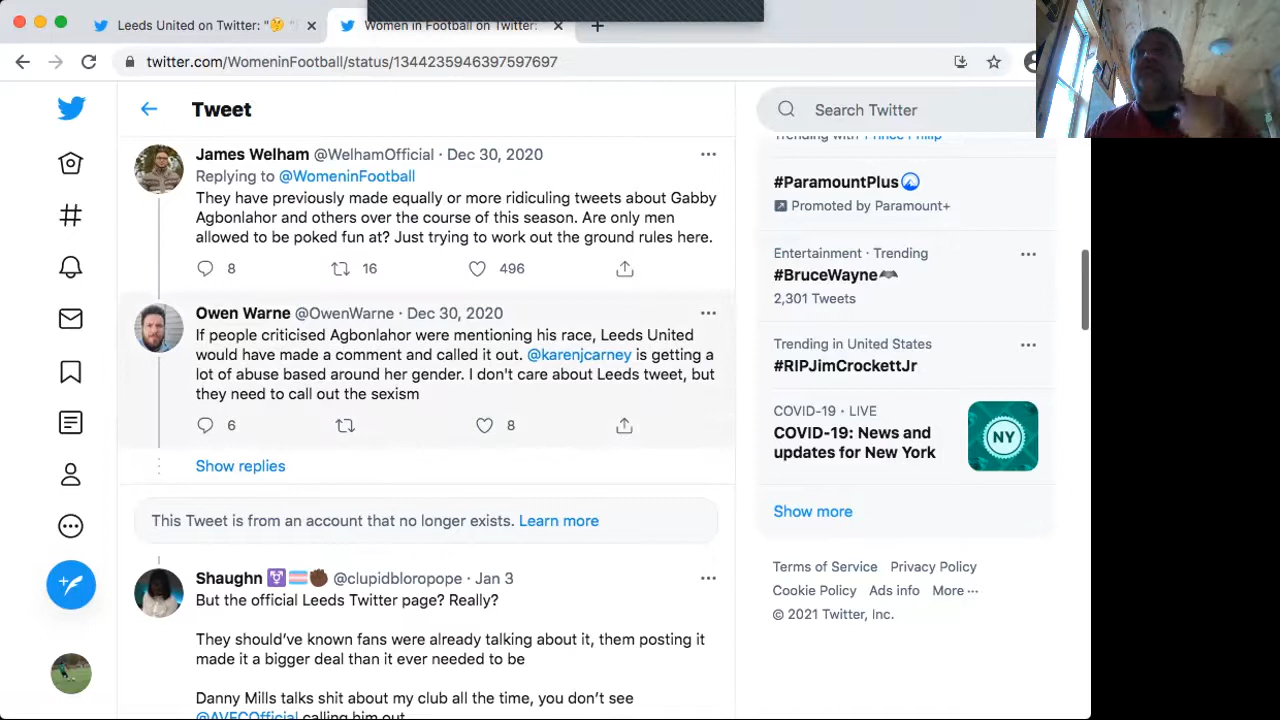 Leeds United on Twitter: "🤔 "
Women in Football on Twitter:
twitter.com/WomeninFootball/status/1344235946397597697
Tweet
Search Twitter
James Welham @WelhamOfficial · Dec 30, 2020
Replying to @WomeninFootball
They have previously made equally or more ridiculing tweets about Gabby
Agbonlahor and others over the course of this season. Are only men
allowed to be poked fun at? Just trying to work out the ground rules here.
8 16 496
Owen Warne @OwenWarne · Dec 30, 2020
If people criticised Agbonlahor were mentioning his race, Leeds United
would have made a comment and called it out. @karenjcarney is getting a
lot of abuse based around her gender. I don't care about Leeds tweet, but
they need to call out the sexism
6 8
Show replies
This Tweet is from an account that no longer exists. Learn more
Shaughn @clupidbloropope · Jan 3
But the official Leeds Twitter page? Really?
They should've known fans were already talking about it, them posting it
made it a bigger deal than it ever needed to be
Danny Mills talks shit about my club all the time, you don't see
@AVFCOfficial calling him out
Trending with Prince Philip
#ParamountPlus
Promoted by Paramount+
Entertainment · Trending
#BruceWayne
2,301 Tweets
Trending in United States
#RIPJimCrockettJr
COVID-19 · LIVE
COVID-19: News and
updates for New York
NY
Show more
Terms of Service Privacy Policy
Cookie Policy Ads info More ···
© 2021 Twitter, Inc.